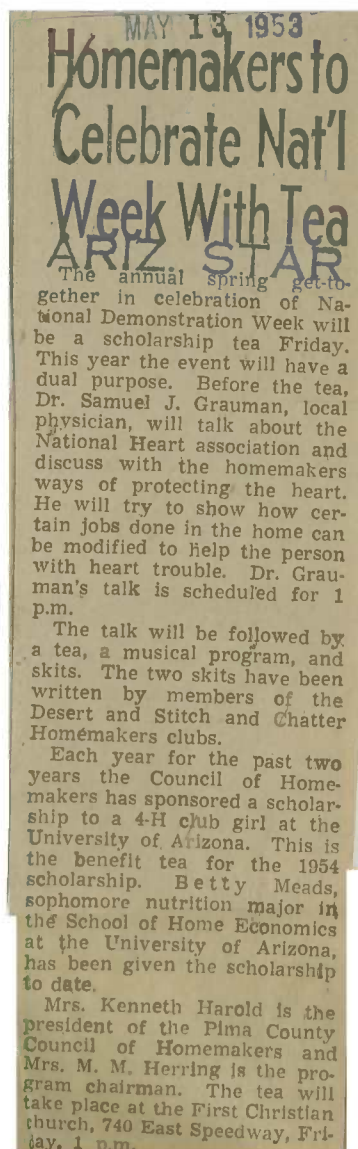 MAY 13 1953
Homemakers to
Celebrate Nat'l
Week With Tea
ARIZ. STAR
The annual spring get-to-
gether in celebration of Na-
tional Demonstration Week will
be a scholarship tea Friday.
This year the event will have a
dual purpose. Before the tea,
Dr. Samuel J. Grauman, local
physician, will talk about the
National Heart association and
discuss with the homemakers
ways of protecting the heart.
He will try to show how cer-
tain jobs done in the home can
be modified to help the person
with heart trouble. Dr. Grau-
man's talk is scheduled for 1
p.m.
The talk will be followed by
a tea, a musical program, and
skits. The two skits have been
written by members of the
Desert and Stitch and Chatter
Homemakers clubs.
Each year for the past two
years the Council of Home-
makers has sponsored a scholar-
ship to a 4-H club girl at the
University of Arizona. This is
the benefit tea for the 1954
scholarship. Betty Meads,
sophomore nutrition major in
the School of Home Economics
at the University of Arizona,
has been given the scholarship
to date.
Mrs. Kenneth Harold is the
president of the Pima County
Council of Homemakers and
Mrs. M. M. Herring is the pro-
gram chairman. The tea will
take place at the First Christian
church, 740 East Speedway, Fri-
day, 1 p.m.